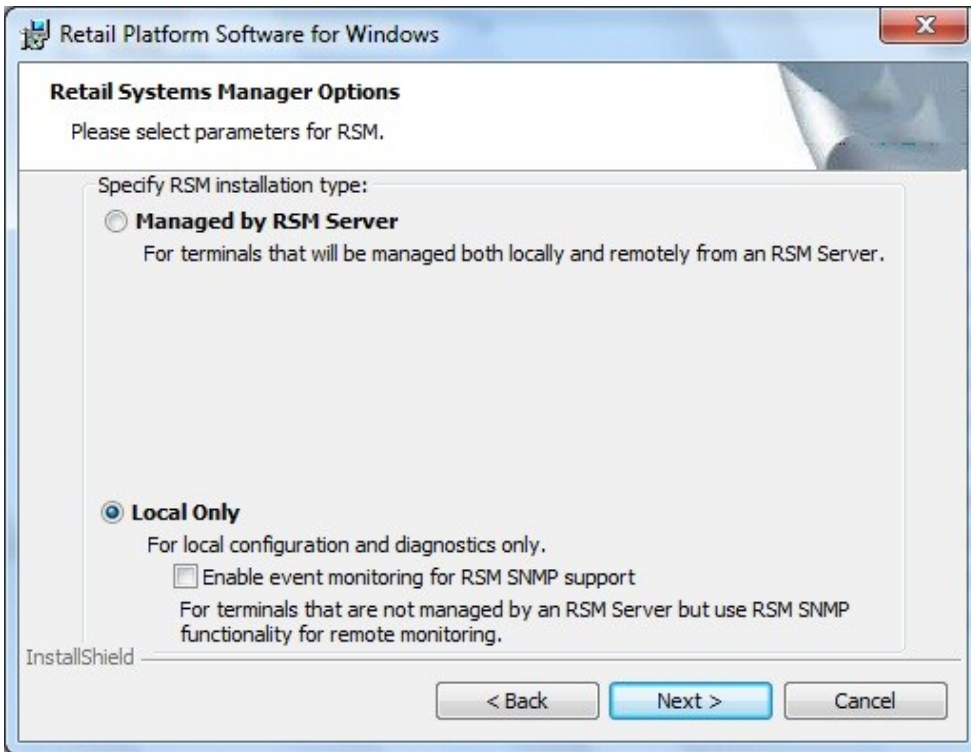 Retail Platform Software for Windows
Retail Systems Manager Options
Please select parameters for RSM.
Specify RSM installation type:
Managed by RSM Server
For terminals that will be managed both locally and remotely from an RSM Server.
Local Only
For local configuration and diagnostics only.
Enable event monitoring for RSM SNMP support
For terminals that are not managed by an RSM Server but use RSM SNMP
functionality for remote monitoring.
InstallShield
< Back
Next >
Cancel